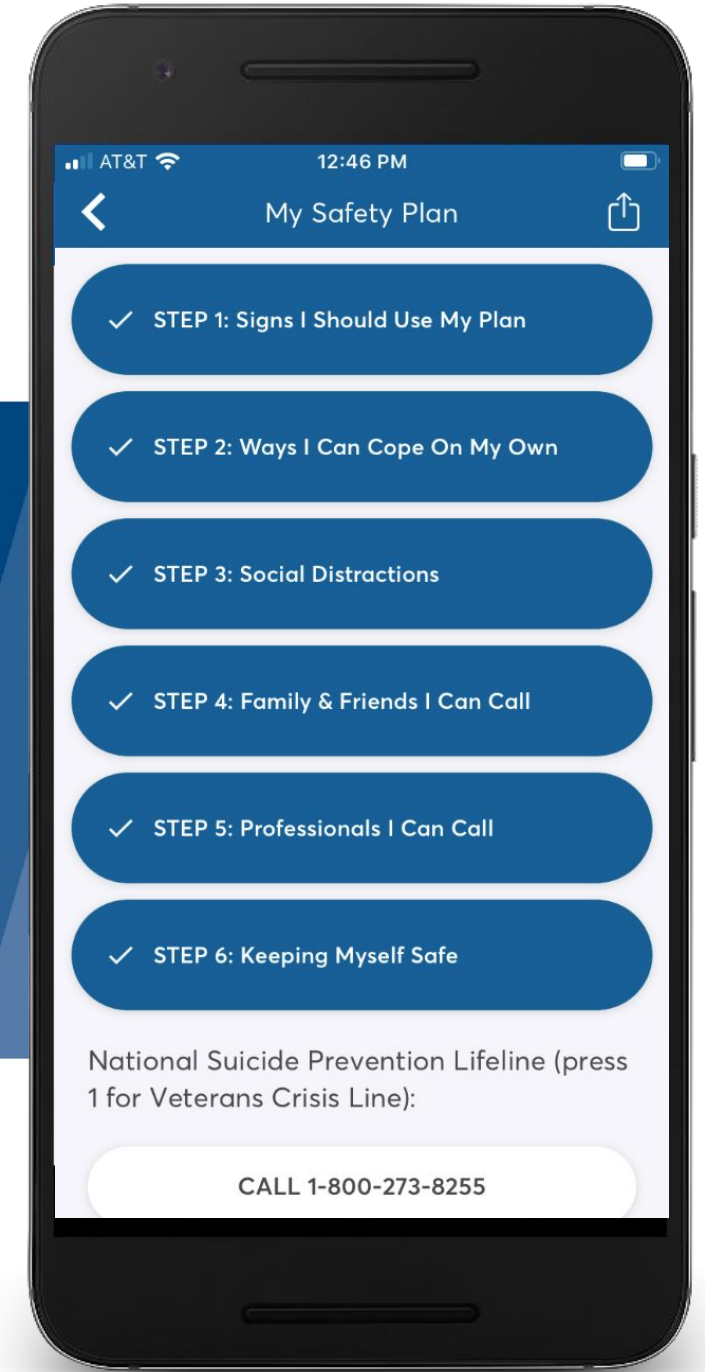 AT&T 12:46 PM
My Safety Plan
STEP 1: Signs I Should Use My Plan
STEP 2: Ways I Can Cope On My Own
STEP 3: Social Distractions
STEP 4: Family & Friends I Can Call
STEP 5: Professionals I Can Call
STEP 6: Keeping Myself Safe
National Suicide Prevention Lifeline (press
1 for Veterans Crisis Line):
CALL 1-800-273-8255